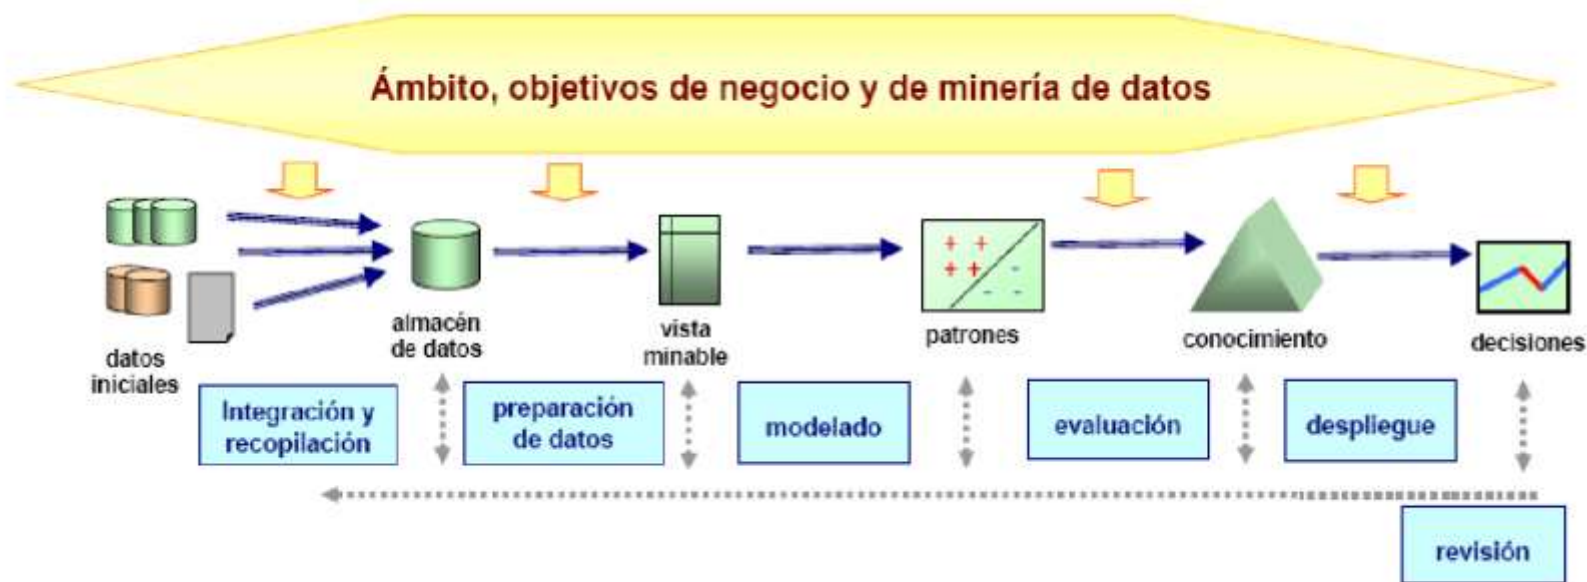 Ámbito, objetivos de negocio y de minería de datos
datos
iniciales
almacén
de datos
vista
minable
patrones
conocimiento
decisiones
Integración y
recopilación
preparación
de datos
modelado
evaluación
despliegue
revisión